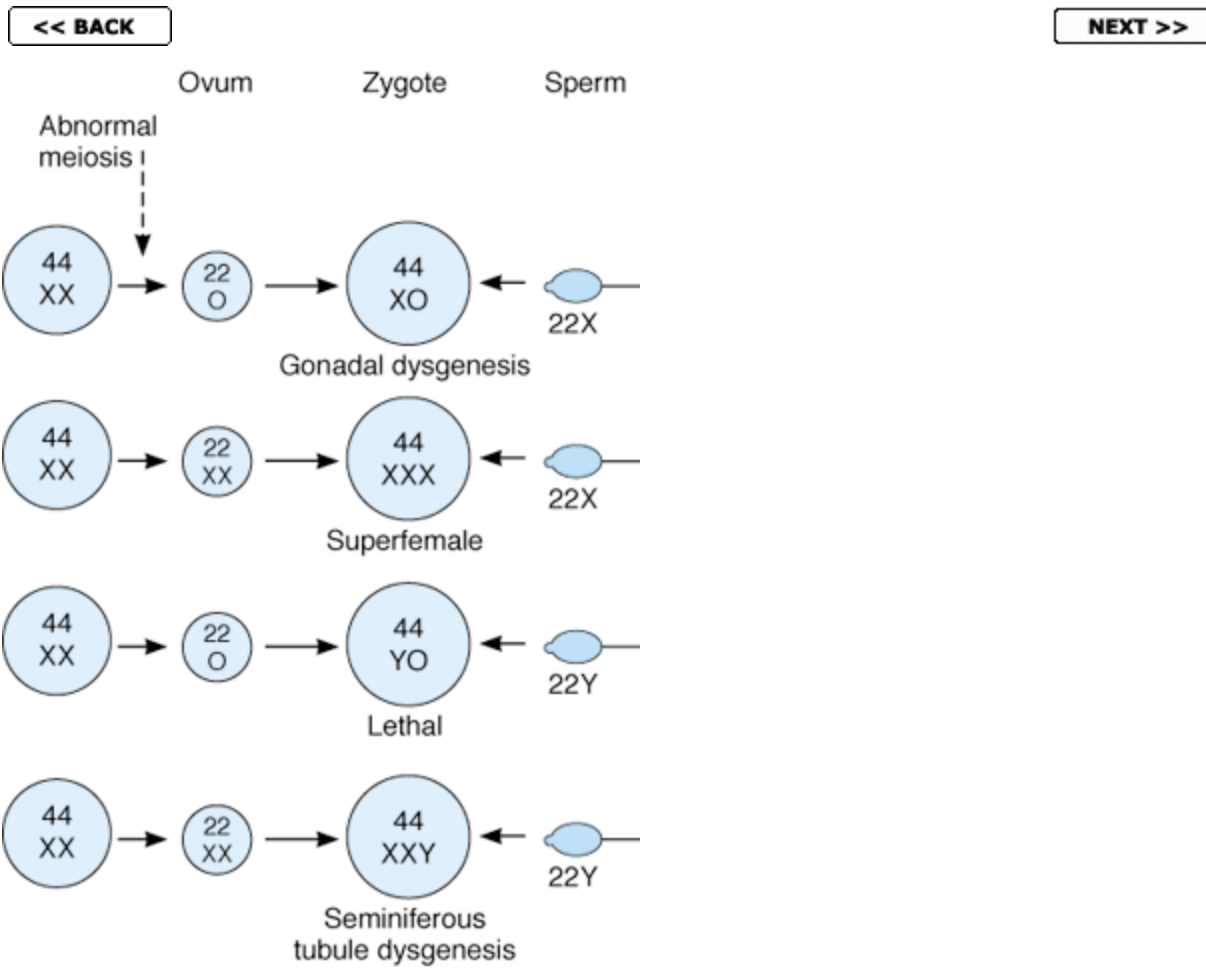 << BACK
NEXT >>
Ovum
Zygote
Sperm
Abnormal
meiosis
44
XX
22
O
44
XO
22X
Gonadal dysgenesis
44
XX
22
XX
44
XXX
22X
Superfemale
44
XX
22
O
44
YO
22Y
Lethal
44
XX
22
XX
44
XXY
22Y
Seminiferous
tubule dysgenesis